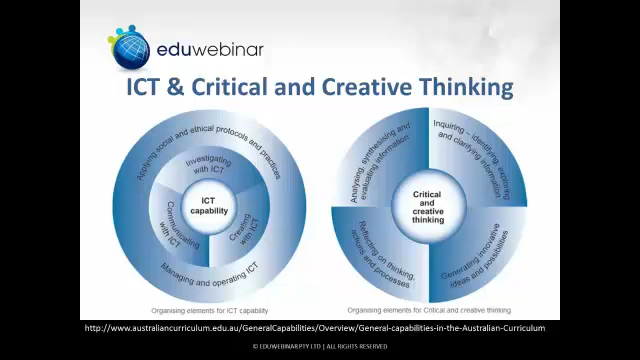 eduwebinar
ICT & Critical and Creative Thinking
Applying social and ethical protocols and practices
Investigating
with ICT
Communicating
with ICT
ICT
capability
Creating
with ICT
Managing and operating ICT
Organising elements for ICT capability
Analysing, synthesising and
evaluating information
Inquiring – identifying, exploring
and clarifying information
Critical
and
creative
thinking
Reflecting on thinking,
actions and processes
Generating innovative
ideas and possibilities
Organising elements for Critical and creative thinking
http://www.australiancurriculum.edu.au/GeneralCapabilities/Overview/General-capabilities-in-the-Australian-Curriculum
© EDUWEBINAR PTY LTD | ALL RIGHTS RESERVED